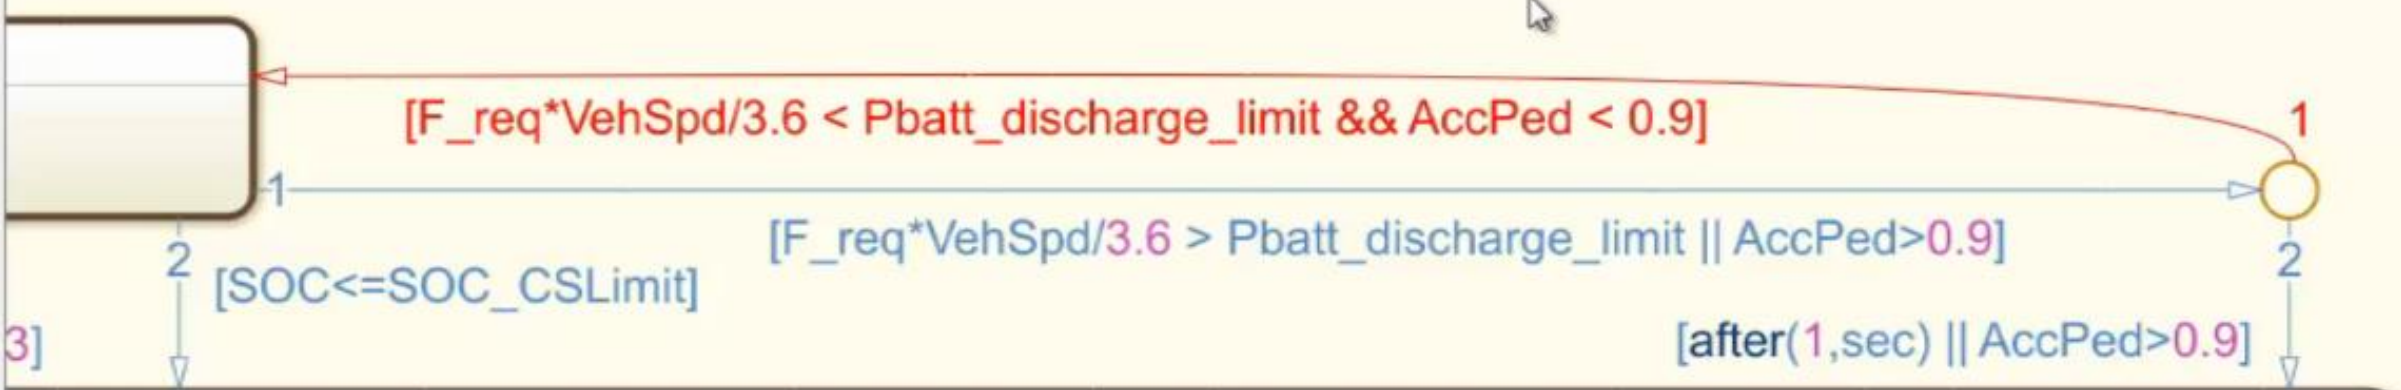 [F_req*VehSpd/3.6 < Pbatt_discharge_limit && AccPed < 0.9]
1
1
[F_req*VehSpd/3.6 > Pbatt_discharge_limit || AccPed>0.9]
2
[SOC<=SOC_CSLimit]
2
3]
[after(1,sec) || AccPed>0.9]